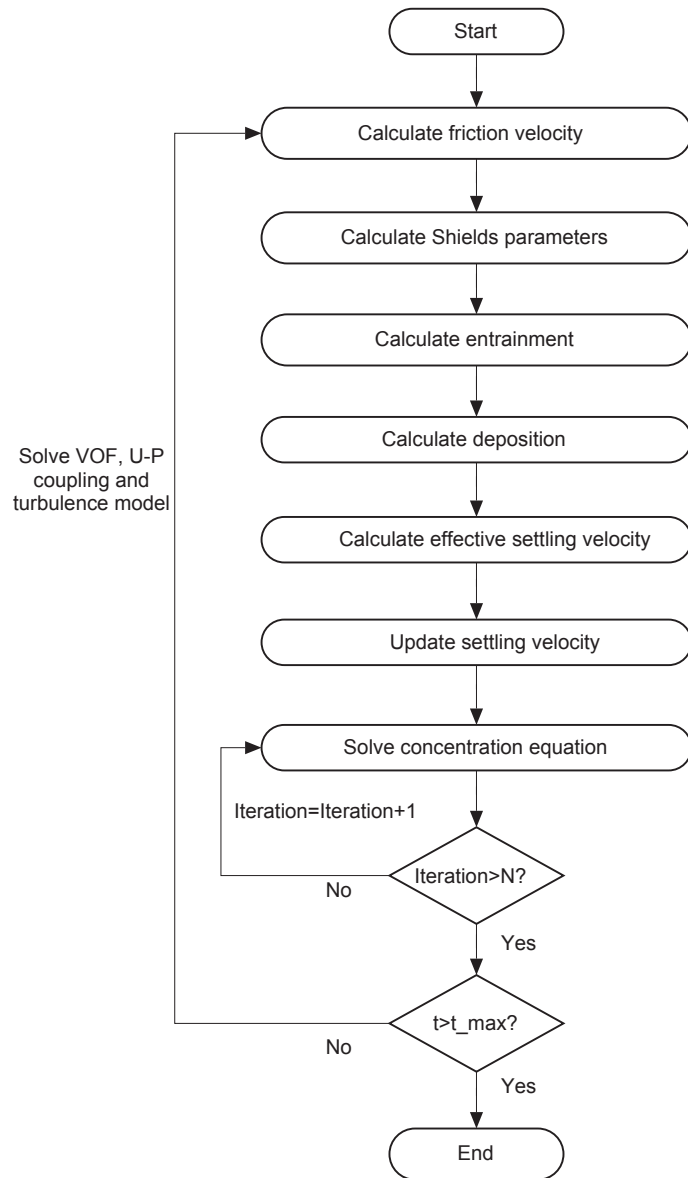 Start
Calculate friction velocity
Calculate Shields parameters
Calculate entrainment
Calculate deposition
Solve VOF, U-P
coupling and
turbulence model
Calculate effective settling velocity
Update settling velocity
Solve concentration equation
Iteration=Iteration+1
Iteration>N?
No
Yes
t>t_max?
No
Yes
End